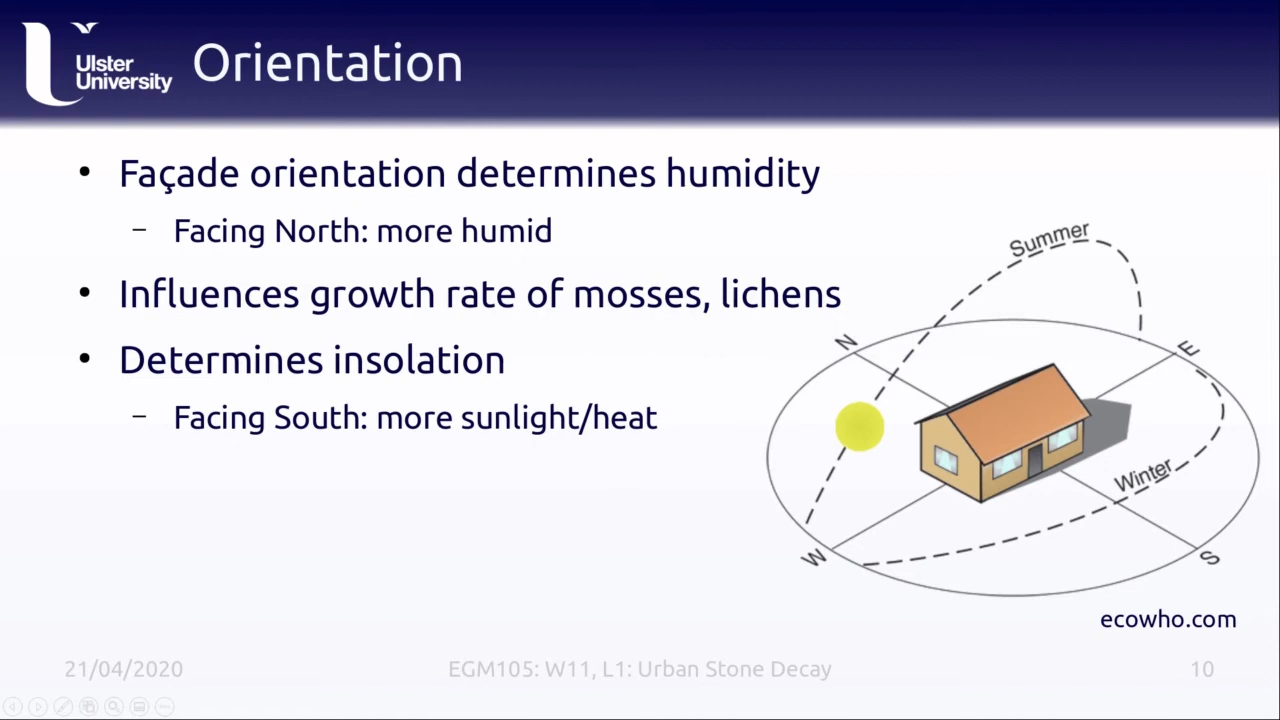 Ulster
University
Orientation
• Façade orientation determines humidity
– Facing North: more humid
• Influences growth rate of mosses, lichens
• Determines insolation
– Facing South: more sunlight/heat
Summer
N
E
Winter
W
S
ecowho.com
21/04/2020
EGM105: W11, L1: Urban Stone Decay
10